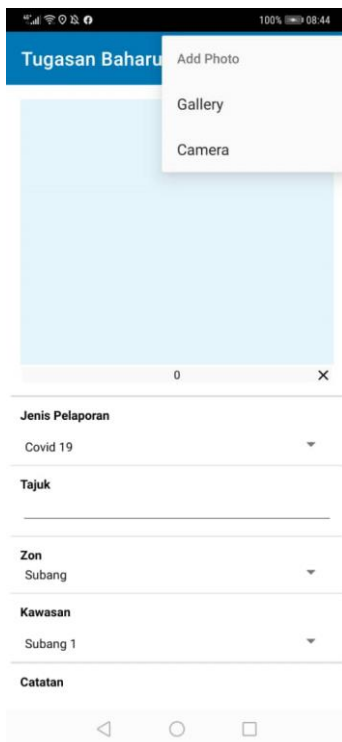 100% 08:44
Tugasan Baharu
Add Photo
Gallery
Camera
0
Jenis Pelaporan
Covid 19
Tajuk
Zon
Subang
Kawasan
Subang 1
Catatan